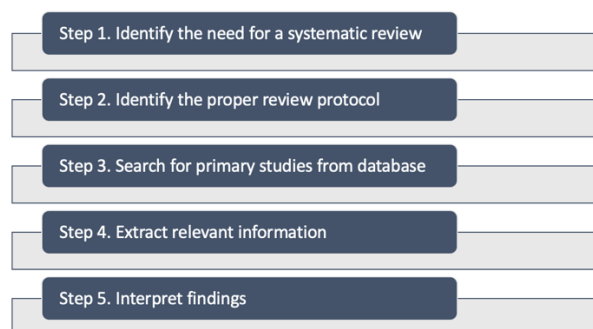 Step 1. Identify the need for a systematic review
Step 2. Identify the proper review protocol
Step 3. Search for primary studies from database
Step 4. Extract relevant information
Step 5. Interpret findings